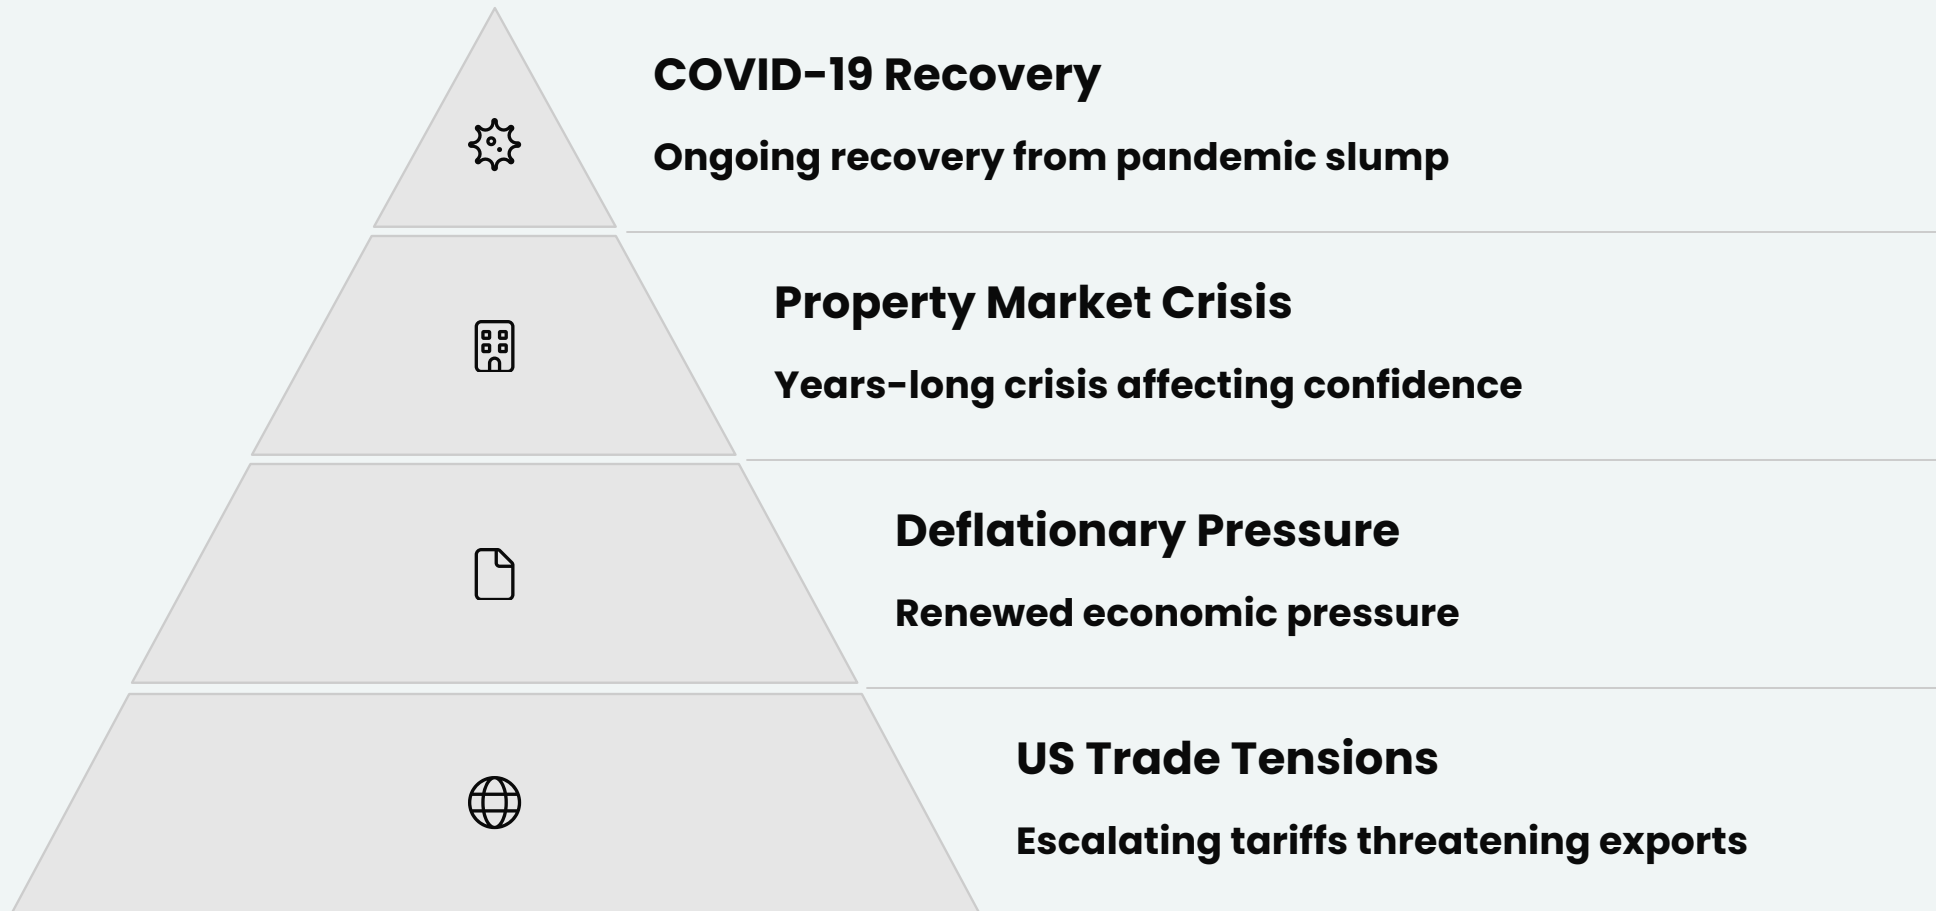 COVID-19 Recovery
Ongoing recovery from pandemic slump
Property Market Crisis
Years-long crisis affecting confidence
Deflationary Pressure
Renewed economic pressure
US Trade Tensions
Escalating tariffs threatening exports